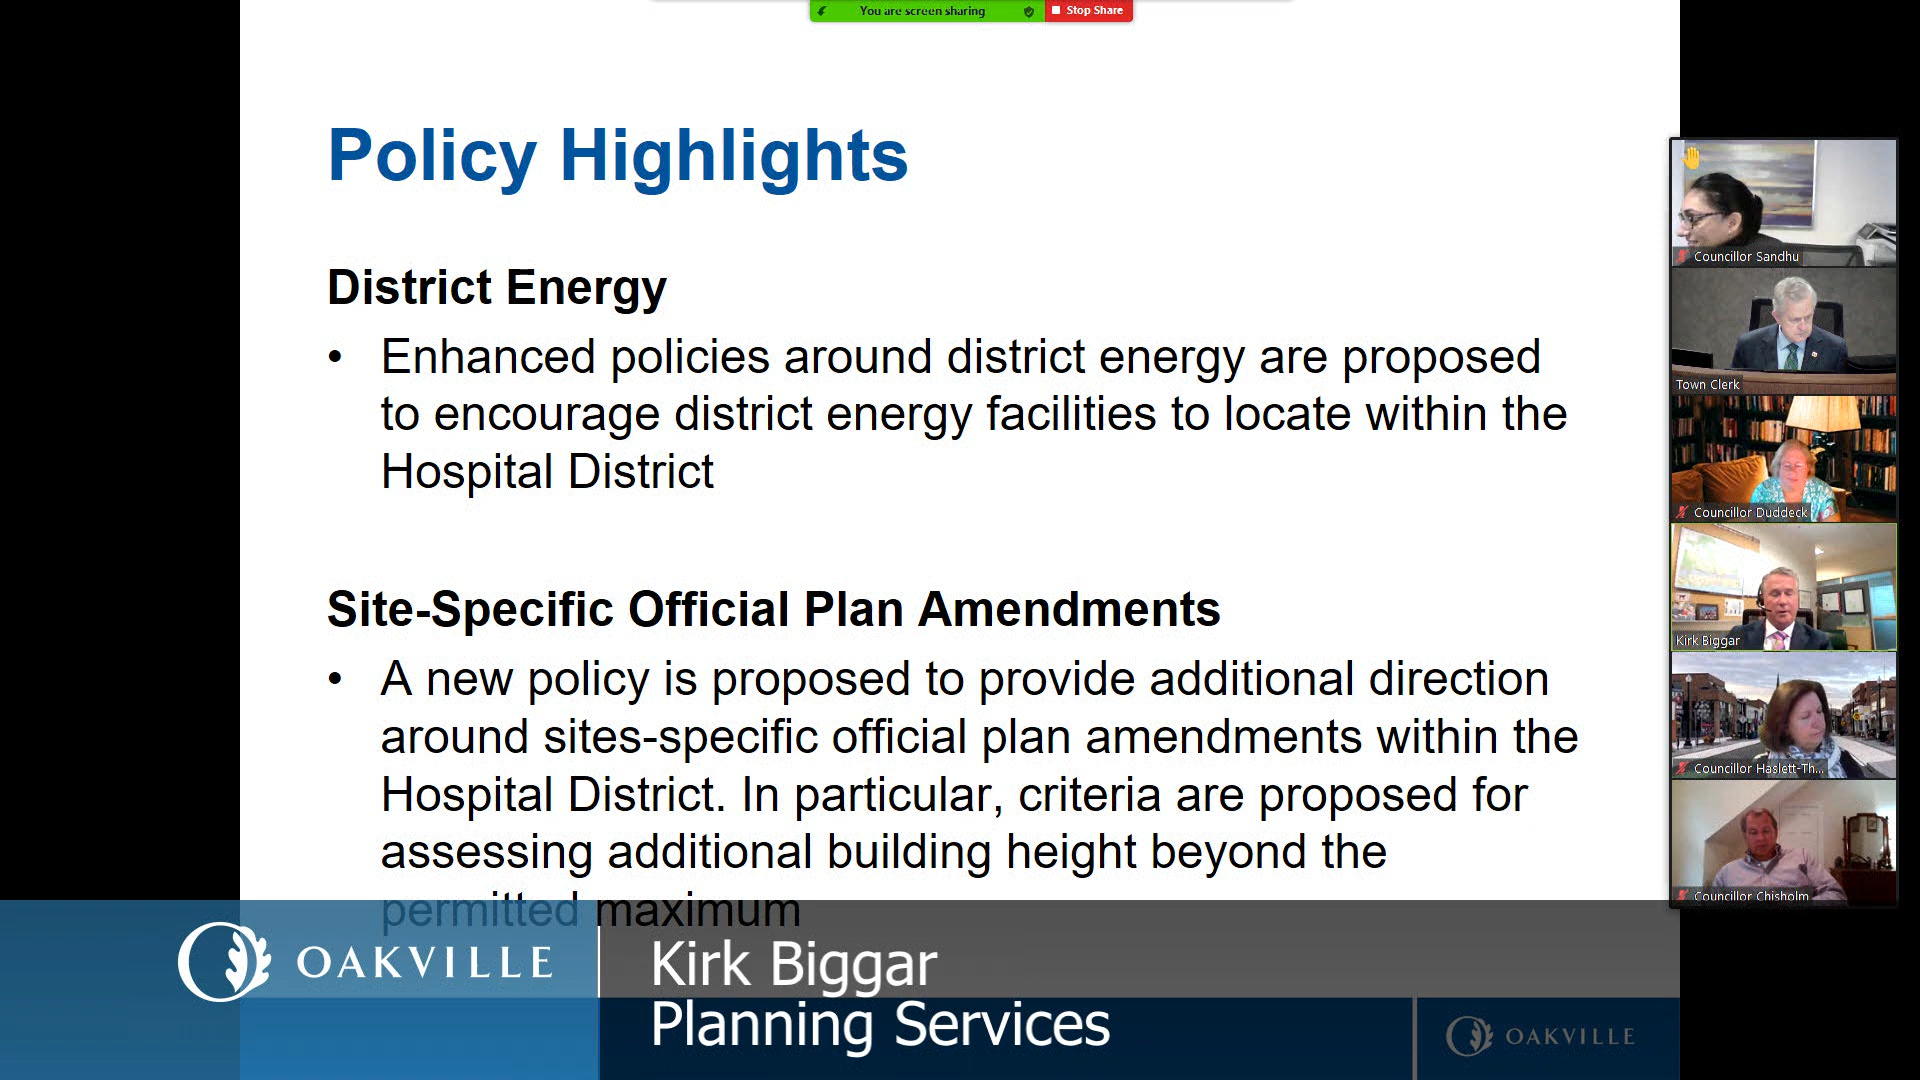 You are screen sharing
Stop Share
Policy Highlights
District Energy
• Enhanced policies around district energy are proposed
to encourage district energy facilities to locate within the
Hospital District
Site-Specific Official Plan Amendments
• A new policy is proposed to provide additional direction
around sites-specific official plan amendments within the
Hospital District. In particular, criteria are proposed for
assessing additional building height beyond the
permitted maximum
Councillor Sandhu
Town Clerk
Councillor Duddeck
Kirk Biggar
Councillor Haslett-Th...
Councillor Chisholm
OAKVILLE
Kirk Biggar
Planning Services
OAKVILLE